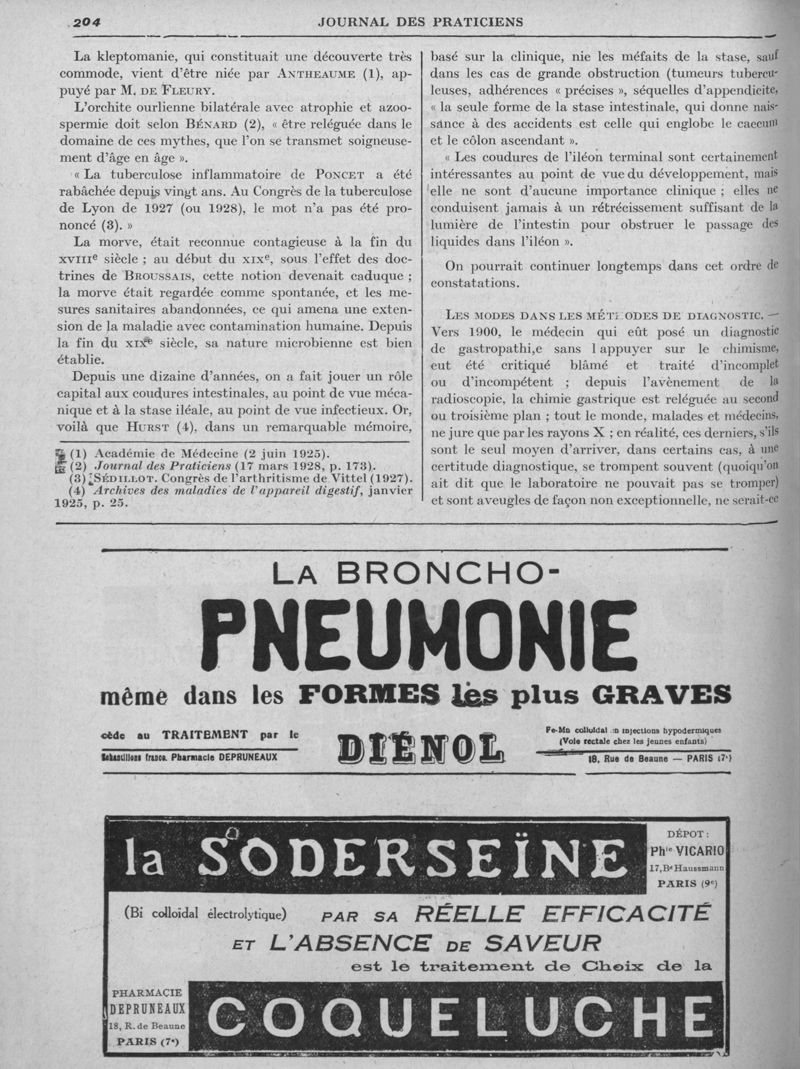 204
JOURNAL DES PRATICIENS
La kleptomanie, qui constituait une découverte très
commode, vient d'être niée par ANTHEAUME (1), ap-
puyé par M. DE FLEURY.
L'orchite ourlienne bilatérale avec atrophie et azoo-
spermie doit selon BÉNARD (2), « être reléguée dans le
domaine de ces mythes, que l'on se transmet soigneuse-
ment d'âge en âge ».
« La tuberculose inflammatoire de PONCET a été
rabâchée depuis vingt ans. Au Congrès de la tuberculose
de Lyon de 1927 (ou 1928), le mot n'a pas été pro-
noncé (3). »
La morve, était reconnue contagieuse à la fin du
XVIIIe siècle ; au début du XIXe, sous l'effet des doc-
trines de BROUSSAIS, cette notion devenait caduque ;
la morve était regardée comme spontanée, et les me-
sures sanitaires abandonnées, ce qui amena une exten-
sion de la maladie avec contamination humaine. Depuis
la fin du XIXe siècle, sa nature microbienne est bien
établie.
Depuis une dizaine d'années, on a fait jouer un rôle
capital aux coudures intestinales, au point de vue méca-
nique et à la stase iléale, au point de vue infectieux. Or,
voilà que HURST (4), dans un remarquable mémoire,
(1) Académie de Médecine (2 juin 1925).
(2) Journal des Praticiens (17 mars 1928, p. 173).
(3) SÉDILLOT. Congrès de l'arthritisme de Vittel (1927).
(4) Archives des maladies de l'appareil digestif, janvier
1925, p. 25.
basé sur la clinique, nie les méfaits de la stase, sauf
dans les cas de grande obstruction (tumeurs tubercu-
leuses, adhérences « précises », séquelles d'appendicite,
« la seule forme de la stase intestinale, qui donne nais-
sance à des accidents est celle qui englobe le caecum
et le côlon ascendant ».
« Les coudures de l'iléon terminal sont certainement
intéressantes au point de vue du développement, mais
elle ne sont d'aucune importance clinique ; elles ne
conduisent jamais à un rétrécissement suffisant de la
lumière de l'intestin pour obstruer le passage des
liquides dans l'iléon ».
On pourrait continuer longtemps dans cet ordre de
constatations.
LES MODES DANS LES MÉTHODES DE DIAGNOSTIC. —
Vers 1900, le médecin qui eût posé un diagnostic
de gastropathi,e sans l appuyer sur le chimisme,
eut été critiqué blâmé et traité d'incomplet
ou d'incompétent ; depuis l'avènement de la
radioscopie, la chimie gastrique est reléguée au second
ou troisième plan ; tout le monde, malades et médecins,
ne jure que par les rayons X ; en réalité, ces derniers, s'ils
sont le seul moyen d'arriver, dans certains cas, à une
certitude diagnostique, se trompent souvent (quoiqu'on
ait dit que le laboratoire ne pouvait pas se tromper)
et sont aveugles de façon non exceptionnelle, ne serait-ce
LA BRONCHO-
PNEUMONIE
même dans les FORMES les plus GRAVES
cède au TRAITEMENT par le
Echantillons franco. Pharmacie DEPRUNEAUX
DIÉNOL
Fe-Mn colloïdal en injections hypodermiques
(Voie rectale chez les jeunes enfants)
18, Rue de Beaune — PARIS (7e)
la SODERSEÏNE
DÉPOT :
Phie VICARIO
17, Bd Haussmann
PARIS (9e)
(Bi colloidal électrolytique)
PAR SA RÉELLE EFFICACITÉ
ET L'ABSENCE DE SAVEUR
est le traitement de Choix de la
PHARMACIE
DEPRUNEAUX
18, R. de Beaune
PARIS (7e)
COQUELUCHE